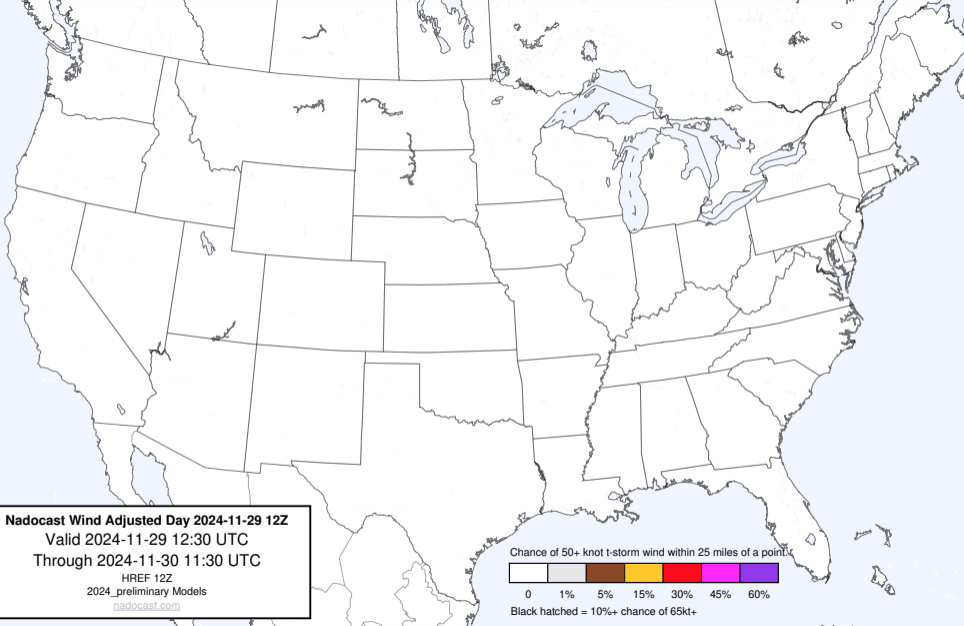 Nadocast Wind Adjusted Day 2024-11-29 12Z
Valid 2024-11-29 12:30 UTC
Through 2024-11-30 11:30 UTC
HREF 12Z
2024_preliminary Models
nadocast.com
Chance of 50+ knot t-storm wind within 25 miles of a point.
0 1% 5% 15% 30% 45% 60%
Black hatched = 10%+ chance of 65kt+